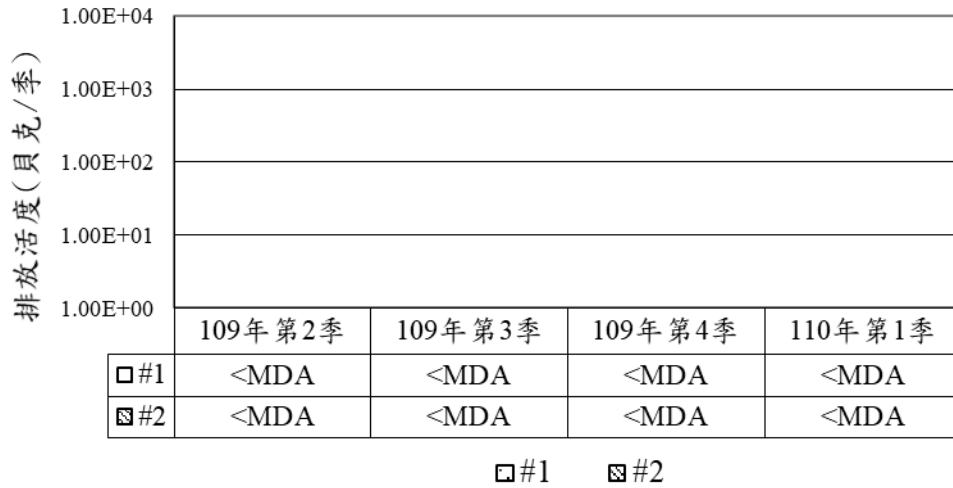 排放活度(貝克/季)
1.00E+04
1.00E+03
1.00E+02
1.00E+01
1.00E+00
109年第2季 109年第3季 109年第4季 110年第1季
#1 <MDA <MDA <MDA <MDA
#2 <MDA <MDA <MDA <MDA
#1 #2